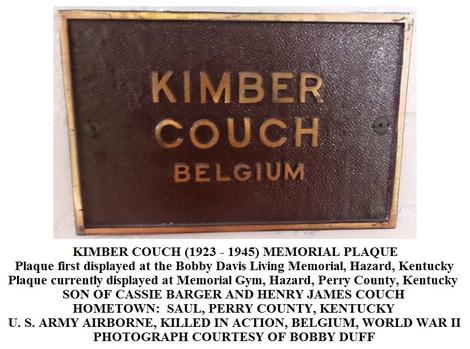 KIMBER
COUCH
BELGIUM
KIMBER COUCH (1923 - 1945) MEMORIAL PLAQUE
Plaque first displayed at the Bobby Davis Living Memorial, Hazard, Kentucky
Plaque currently displayed at Memorial Gym, Hazard, Perry County, Kentucky
SON OF CASSIE BARGER AND HENRY JAMES COUCH
HOMETOWN: SAUL, PERRY COUNTY, KENTUCKY
U. S. ARMY AIRBORNE, KILLED IN ACTION, BELGIUM, WORLD WAR II
PHOTOGRAPH COURTESY OF BOBBY DUFF